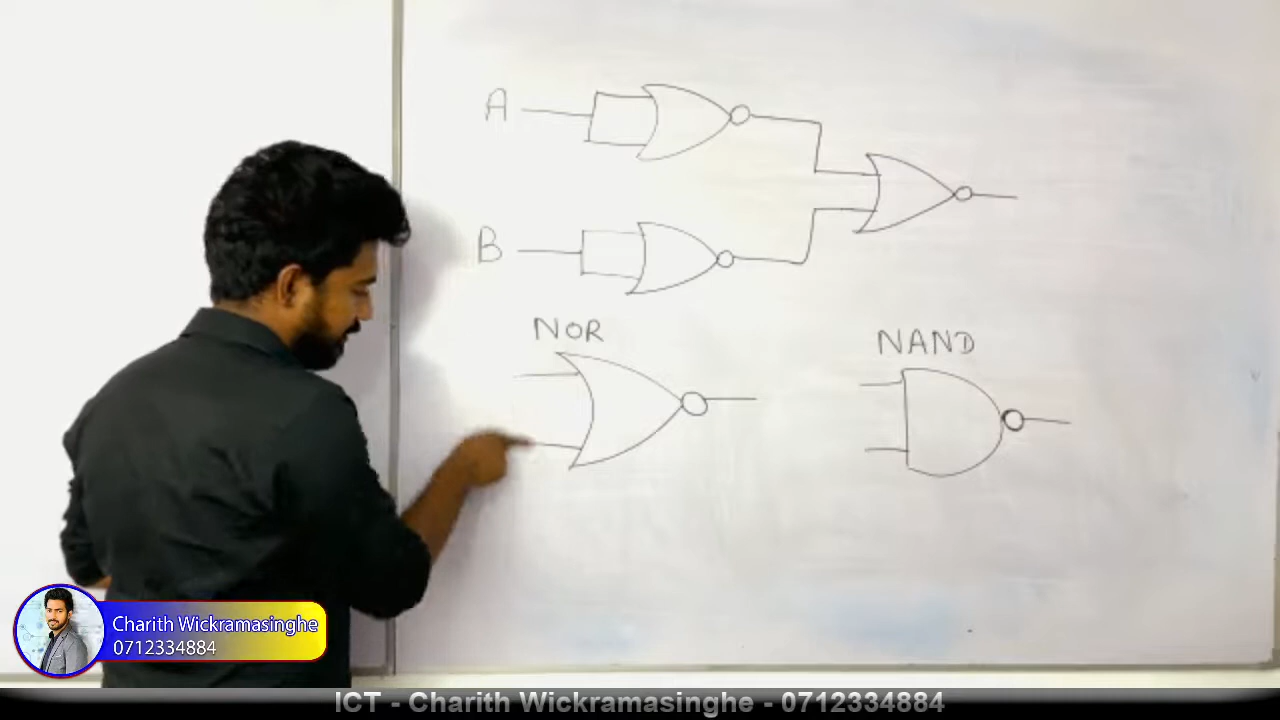 A
B
NOR
NAND
Charith Wickramasinghe
0712334884
ICT - Charith Wickramasinghe - 0712334884